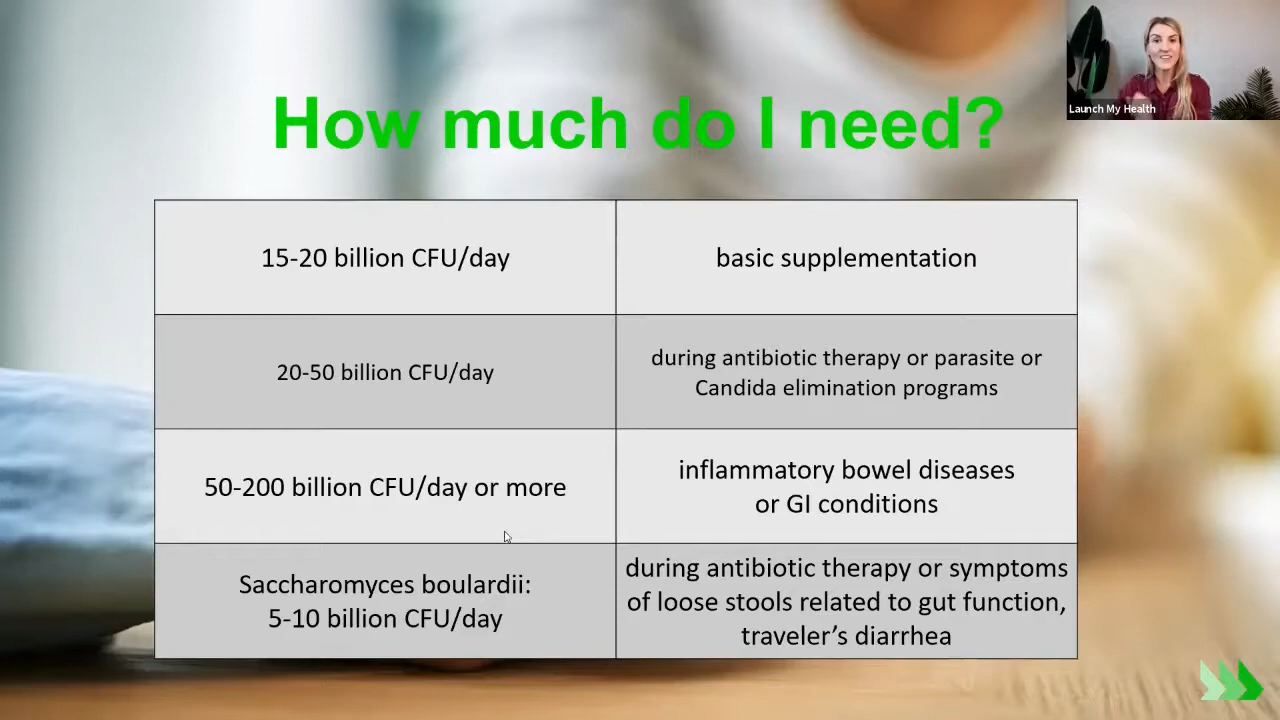 Launch My Health
How much do I need?
15-20 billion CFU/day
basic supplementation
20-50 billion CFU/day
during antibiotic therapy or parasite or
Candida elimination programs
50-200 billion CFU/day or more
inflammatory bowel diseases
or GI conditions
Saccharomyces boulardii:
5-10 billion CFU/day
during antibiotic therapy or symptoms
of loose stools related to gut function,
traveler’s diarrhea